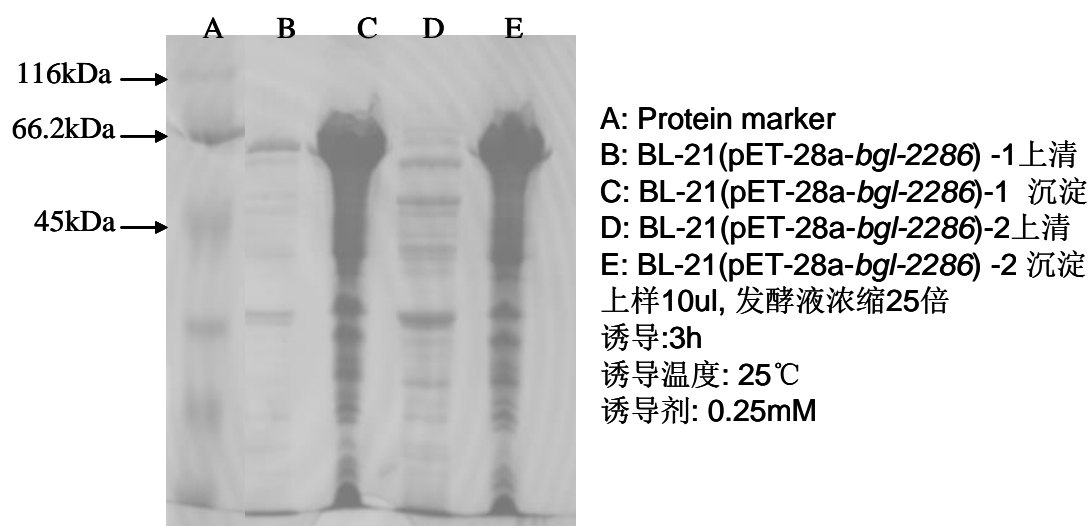 A B C D E
116kDa
66.2kDa
45kDa
A: Protein marker
B: BL-21(pET-28a-bgl-2286) -1上清
C: BL-21(pET-28a-bgl-2286)-1 沉淀
D: BL-21(pET-28a-bgl-2286)-2上清
E: BL-21(pET-28a-bgl-2286) -2 沉淀
上样10ul, 发酵液浓缩25倍
诱导:3h
诱导温度: 25℃
诱导剂: 0.25mM